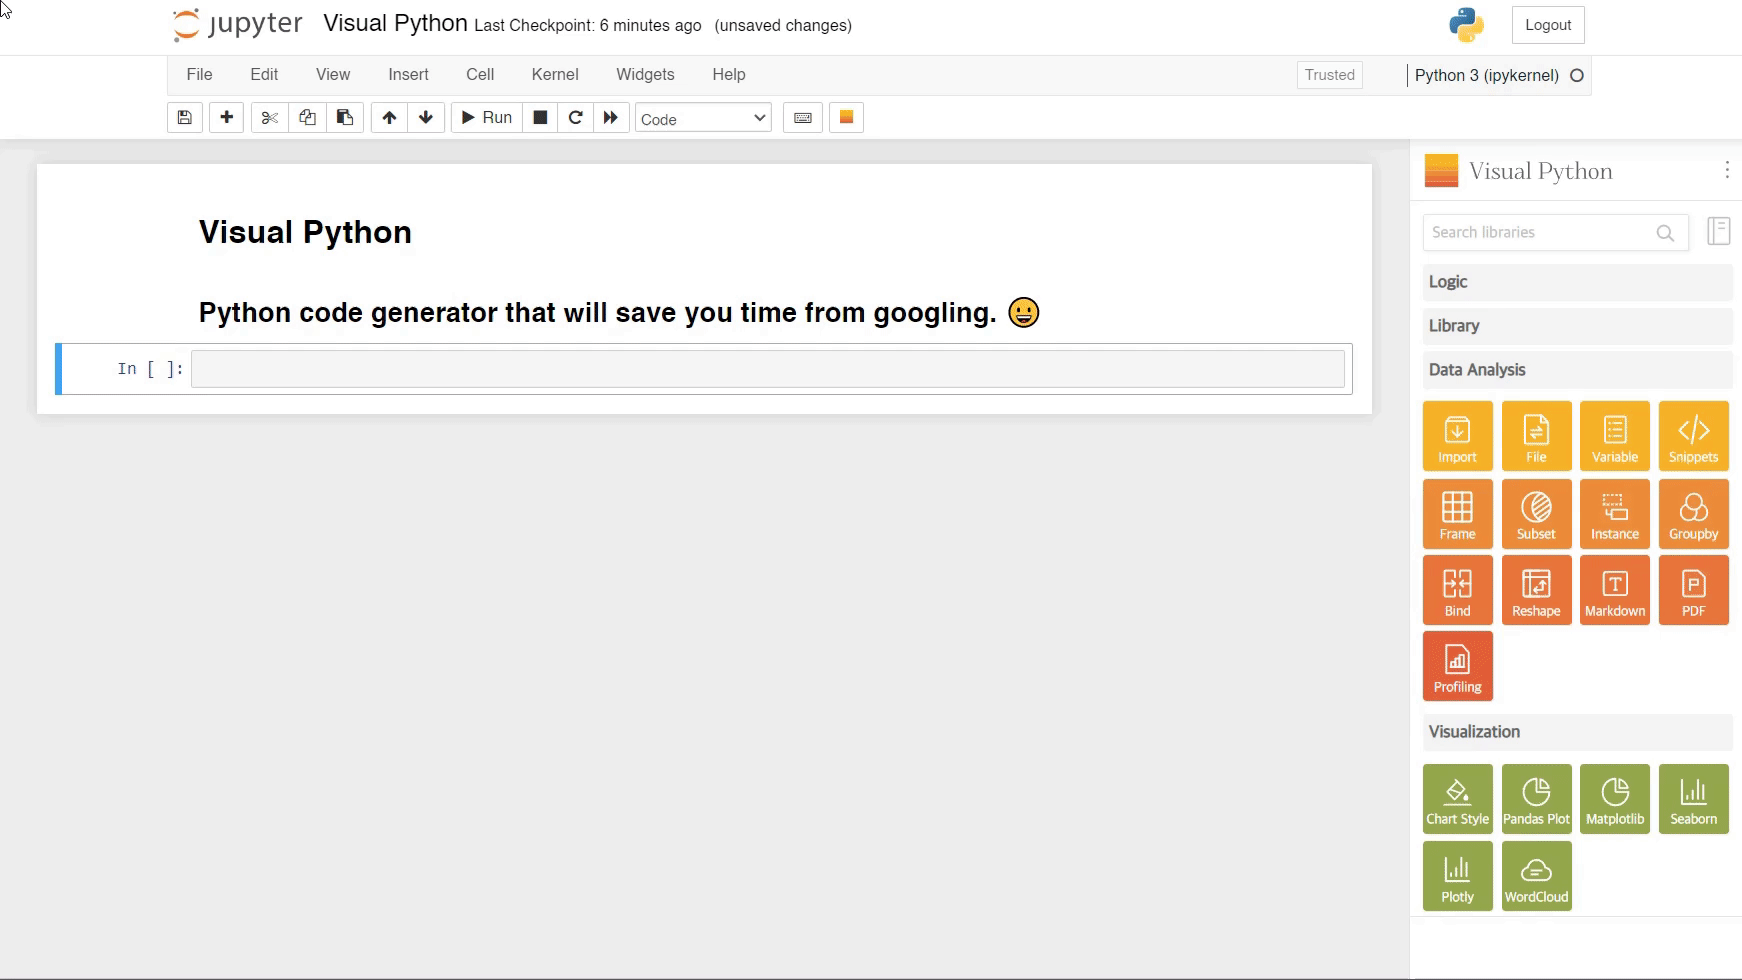 jupyter Visual Python Last Checkpoint: 6 minutes ago (unsaved changes)
Logout
File Edit View Insert Cell Kernel Widgets Help
Trusted
Python 3 (ipykernel)
Run
Code
Visual Python
Python code generator that will save you time from googling. 😀
In [ ]:
Visual Python
Search libraries
Logic
Library
Data Analysis
Import File Variable Snippets
Frame Subset Instance Groupby
Bind Reshape Markdown PDF
Profiling
Visualization
Chart Style Pandas Plot Matplotlib Seaborn
Plotly WordCloud